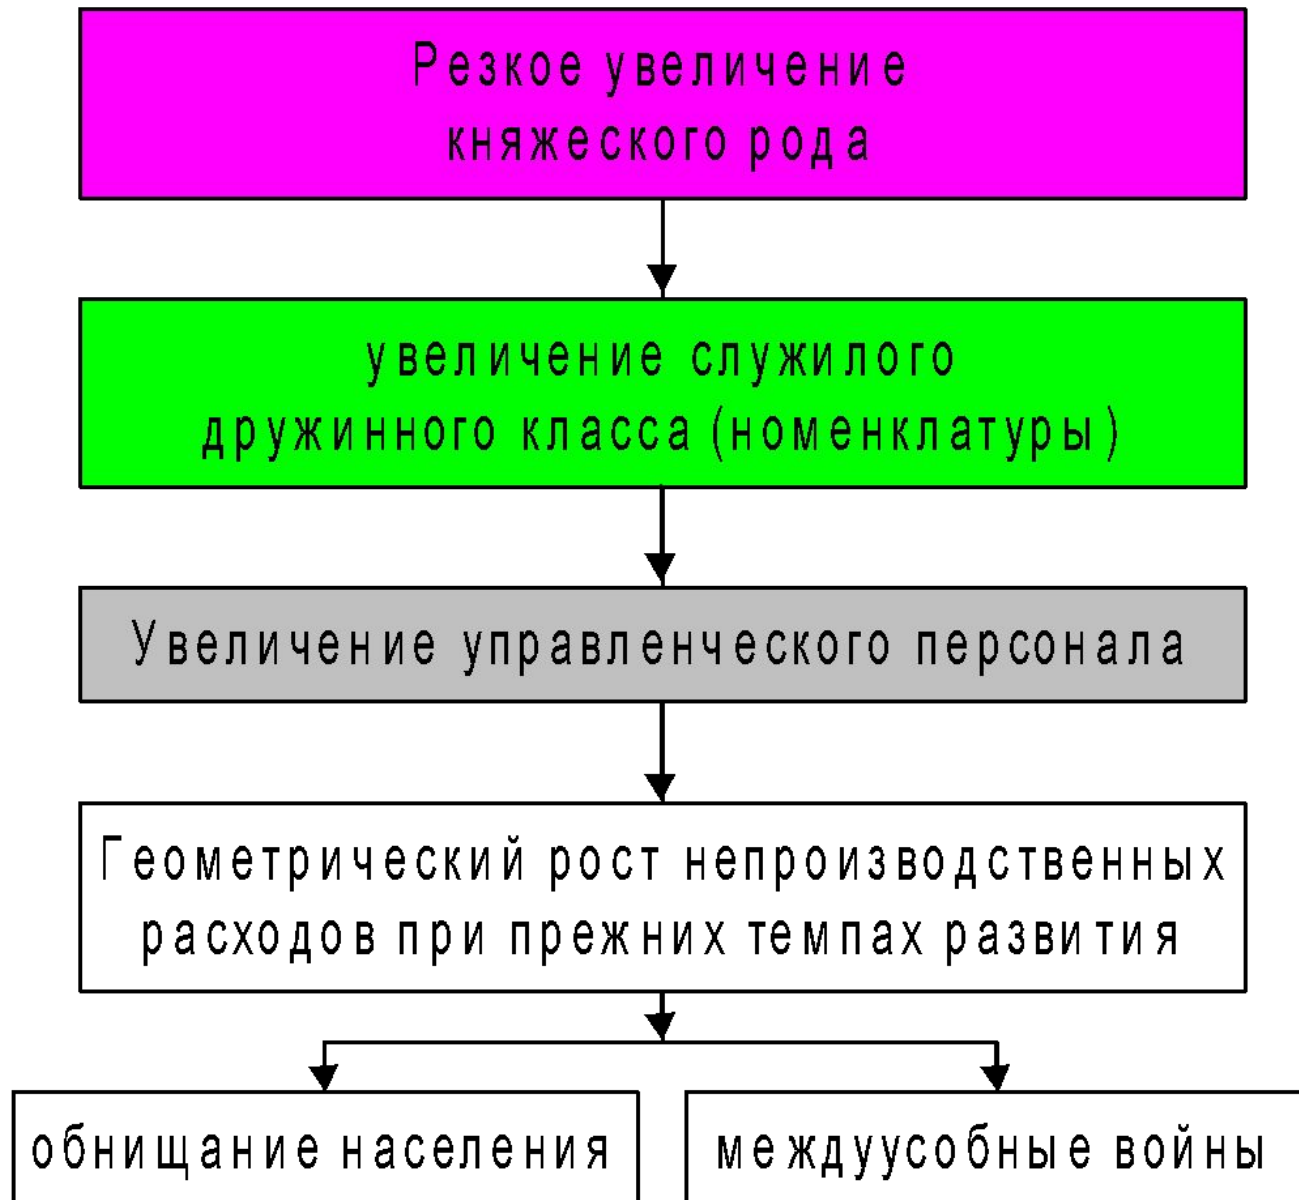 Резкое увеличение
княжеского рода
увеличение служилого
дружинного класса (номенклатуры)
Увеличение управленческого персонала
Геометрический рост непроизводственных
расходов при прежних темпах развития
обнищание населения
междуусобные войны